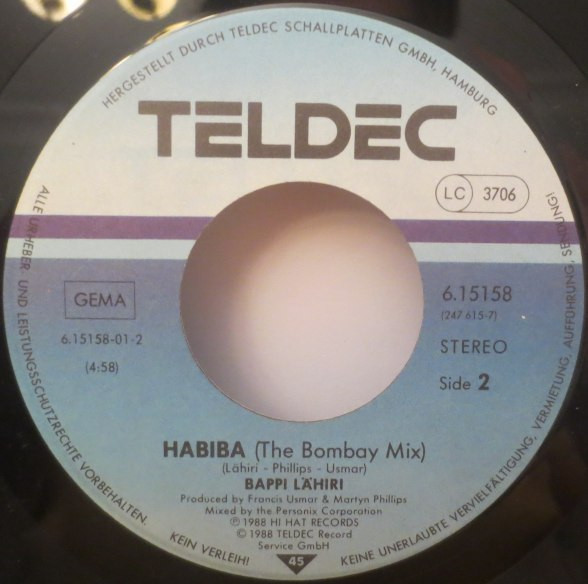 HERGESTELLT DURCH TELDEC SCHALLPLATTEN GMBH, HAMBURG
TELDEC
LC 3706
GEMA
6.15158-01-2
(4:58)
6.15158
(247 615-7)
STEREO
Side 2
HABIBA (The Bombay Mix)
(Lähiri - Phillips - Usmar)
BAPPI LÄHIRI
Produced by Francis Usmar & Martyn Phillips
Mixed by the Personix Corporation
Ⓟ 1988 HI HAT RECORDS
© 1988 TELDEC Record
Service GmbH
45
ALLE URHEBER UND LEISTUNGSSCHUTZRECHTE VORBEHALTEN.
KEIN VERLEIH!
KEINE UNERLAUBTE VERVIELFÄLTIGUNG, VERMIETUNG, AUFFÜHRUNG, SENDUNG!